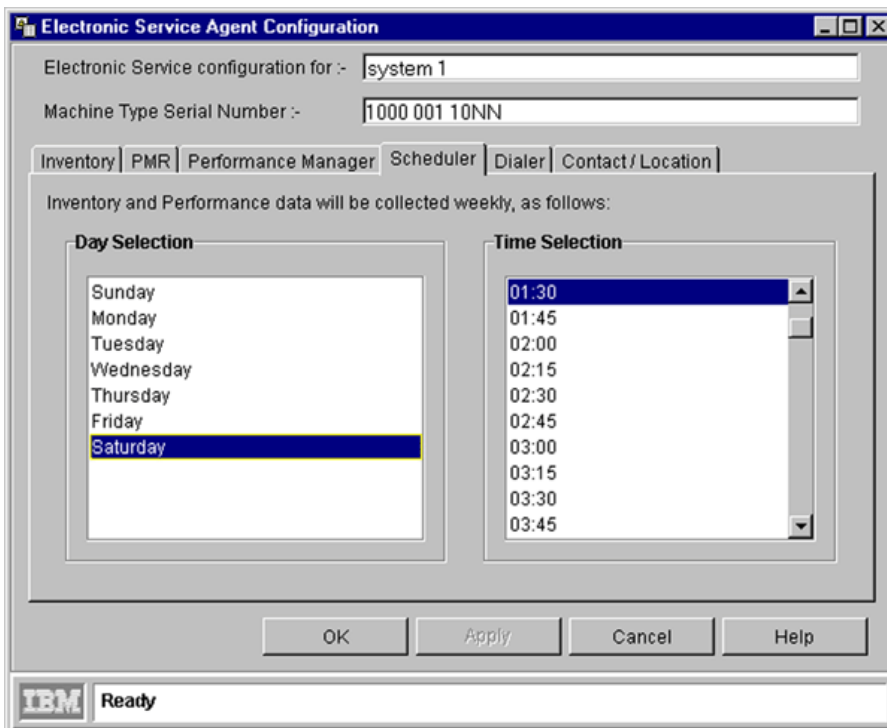 Electronic Service Agent Configuration
Electronic Service configuration for :- system 1
Machine Type Serial Number :- 1000 001 10NN
Inventory PMR Performance Manager Scheduler Dialer Contact / Location
Inventory and Performance data will be collected weekly, as follows:
Day Selection
Sunday
Monday
Tuesday
Wednesday
Thursday
Friday
Saturday
Time Selection
01:30
01:45
02:00
02:15
02:30
02:45
03:00
03:15
03:30
03:45
OK Apply Cancel Help
IBM Ready